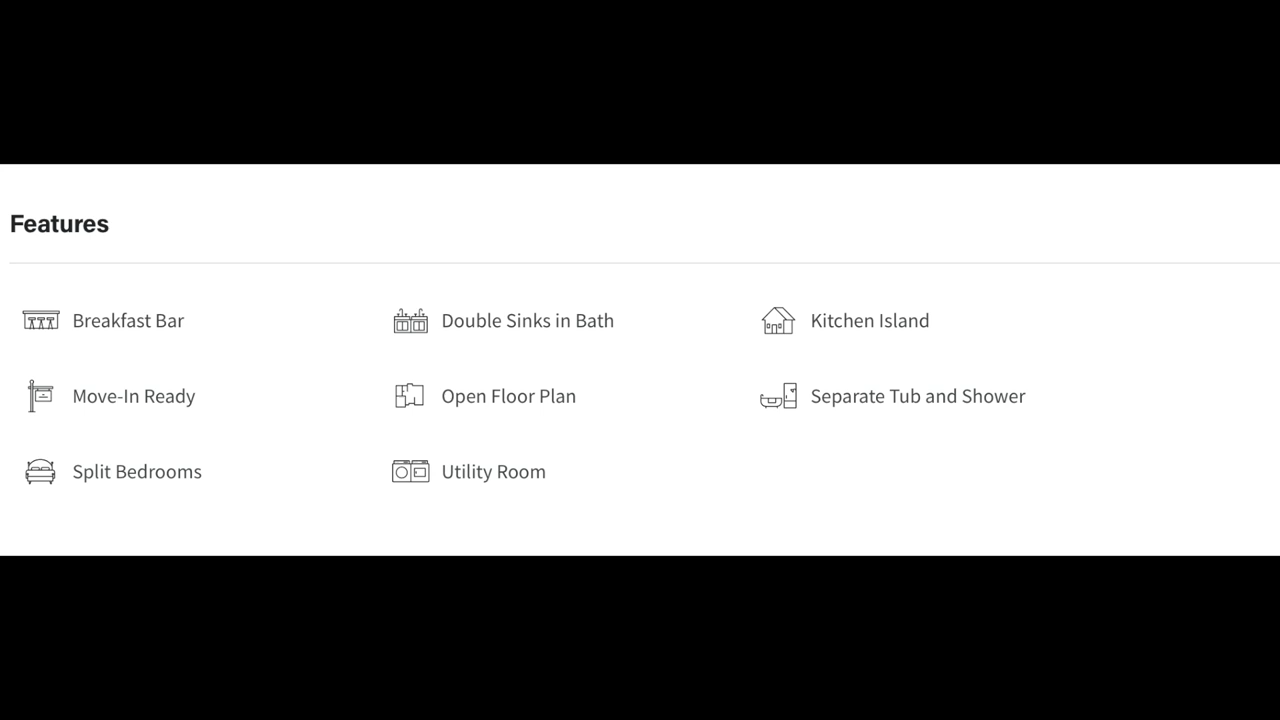 Features
Breakfast Bar
Double Sinks in Bath
Kitchen Island
Move-In Ready
Open Floor Plan
Separate Tub and Shower
Split Bedrooms
Utility Room